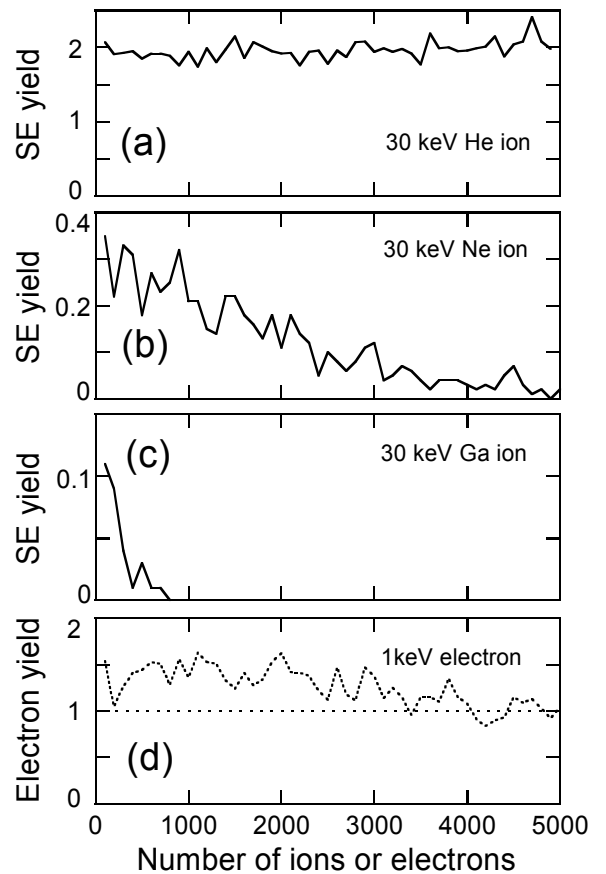 SE yield
2
1
0
(a)
30 keV He ion
SE yield
0.4
0.2
0
(b)
30 keV Ne ion
SE yield
0.1
0
(c)
30 keV Ga ion
Electron yield
2
1
0
(d)
1keV electron
0 1000 2000 3000 4000 5000
Number of ions or electrons